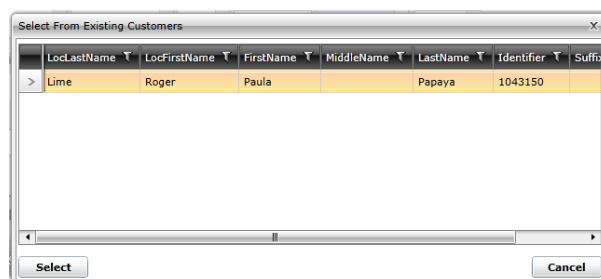 Select From Existing Customers X
LocLastName LocFirstName FirstName MiddleName LastName Identifier Suffix
> Lime Roger Paula Papaya 1043150
Select Cancel